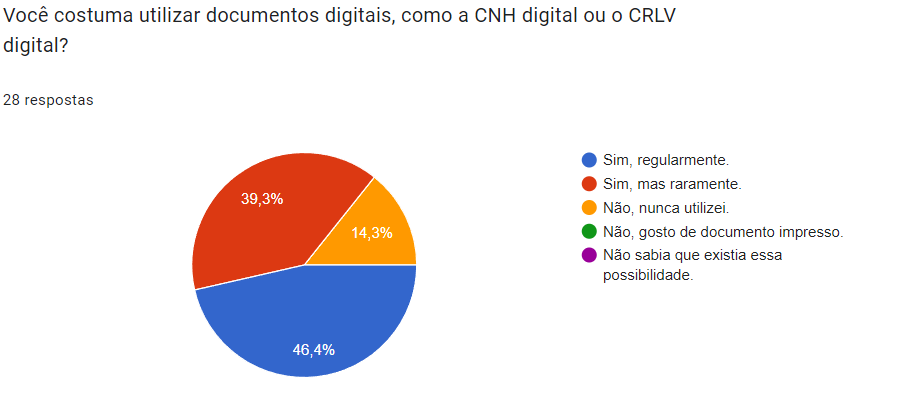 Você costuma utilizar documentos digitais, como a CNH digital ou o CRLV
digital?
28 respostas
39,3%
14,3%
46,4%
Sim, regularmente.
Sim, mas raramente.
Não, nunca utilizei.
Não, gosto de documento impresso.
Não sabia que existia essa
possibilidade.